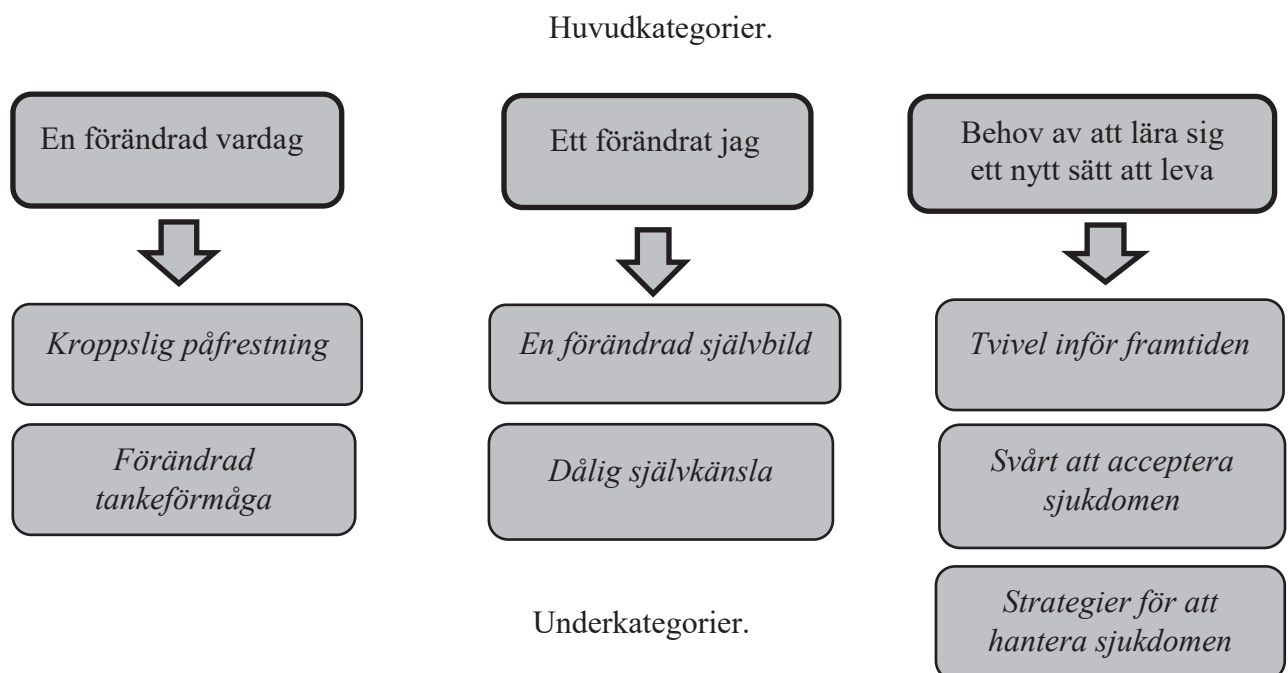 Huvudkategorier.
En förändrad vardag
Ett förändrat jag
Behov av att lära sig
ett nytt sätt att leva
Kroppslig påfrestning
En förändrad självbild
Tvivel inför framtiden
Förändrad
tankeförmåga
Dålig självkänsla
Svårt att acceptera
sjukdomen
Strategier för att
hantera sjukdomen
Underkategorier.